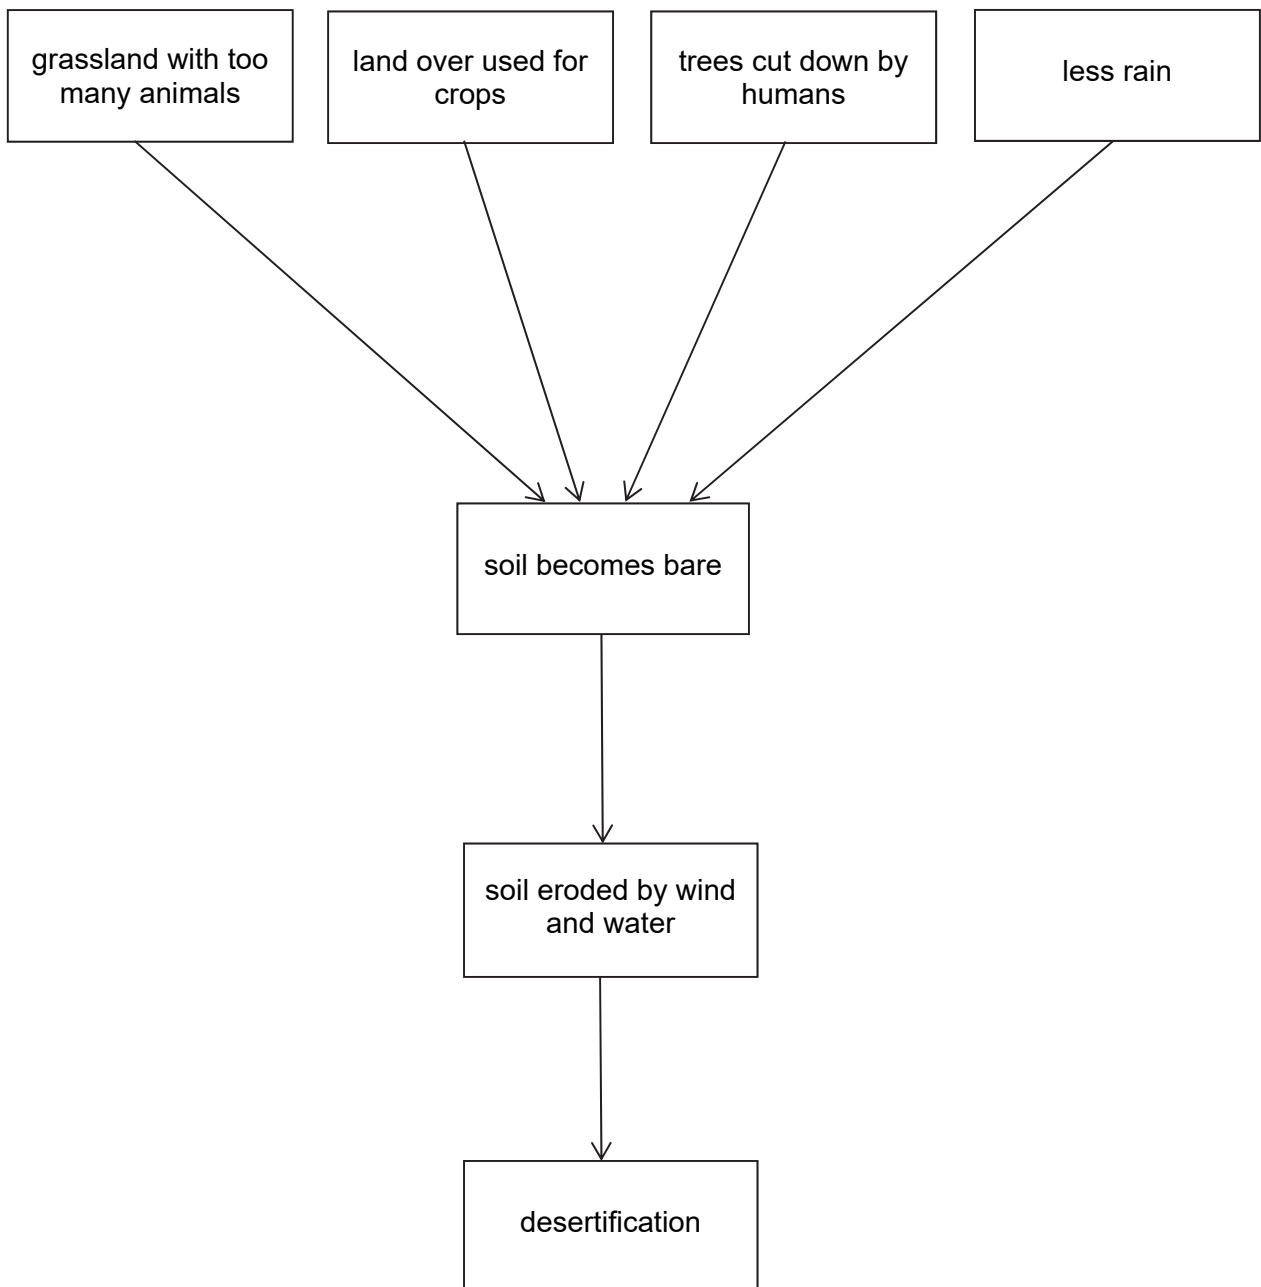 grassland with too
many animals
land over used for
crops
trees cut down by
humans
less rain
soil becomes bare
soil eroded by wind
and water
desertification